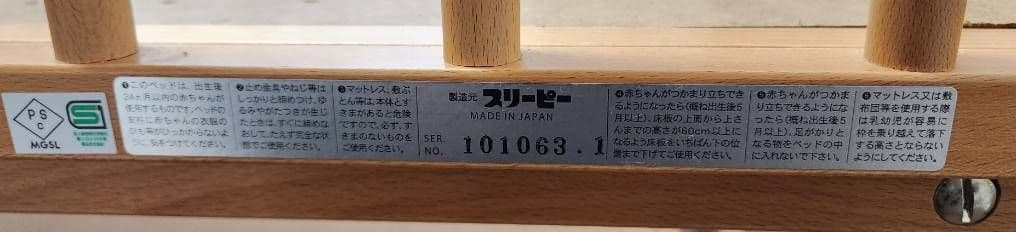 PS
C
MGSL
S
❶このベッドは、出生後
24ヶ月以内の赤ちゃんが
使用するものです。ベッドの
左右に赤ちゃんの衣服の
ひも等がひっかからないよ
うに気をつけてください。
❷止め金具やねじ等は
しっかりと締めつけ、ゆ
るみやがたつきが生じ
たときは、すぐに締めな
おして、たえず完全な状
態でご使用ください。
❸マットレス、敷ぶ
とん等は、本体とす
きまがあると危険
ですので、必ず、す
きまのないものを
ご使用ください。
製造元 スリーピー
MADE IN JAPAN
SER.
NO. 101063.1
❹赤ちゃんがつかまり立ちでき
るようになったら(概ね出生後5
月以上)、床板の上面から上さ
んまでの高さが60cm以上に
なるよう床板をいちばん下の位
置まで下げてご使用ください。
❺赤ちゃんがつかま
り立ちできるようにな
ったら(概ね出生後5
月以上)、足がかりと
なる物をベッドの中
に入れないで下さい。
❻マットレス又は敷
布団等を使用する際
は乳幼児が容易に
枠を乗り越えて落下
する高さとならない
ようにしてください。